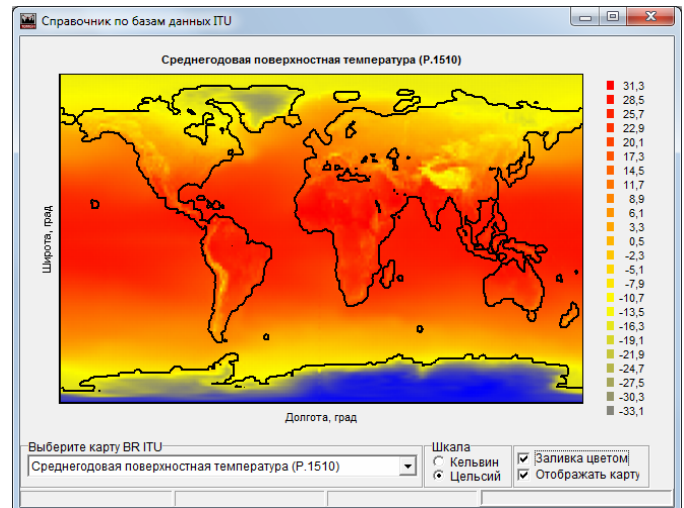 Справочник по базам данных ITU
Среднегодовая поверхностная температура (P.1510)
Широта, град
31,3
28,5
25,7
22,9
20,1
17,3
14,5
11,7
8,9
6,1
3,3
0,5
-2,3
-5,1
-7,9
-10,7
-13,5
-16,3
-19,1
-21,9
-24,7
-27,5
-30,3
-33,1
Долгота, град
Выберите карту BR ITU
Среднегодовая поверхностная температура (P.1510)
Шкала
Кельвин
Цельсий
Заливка цветом
Отображать карту